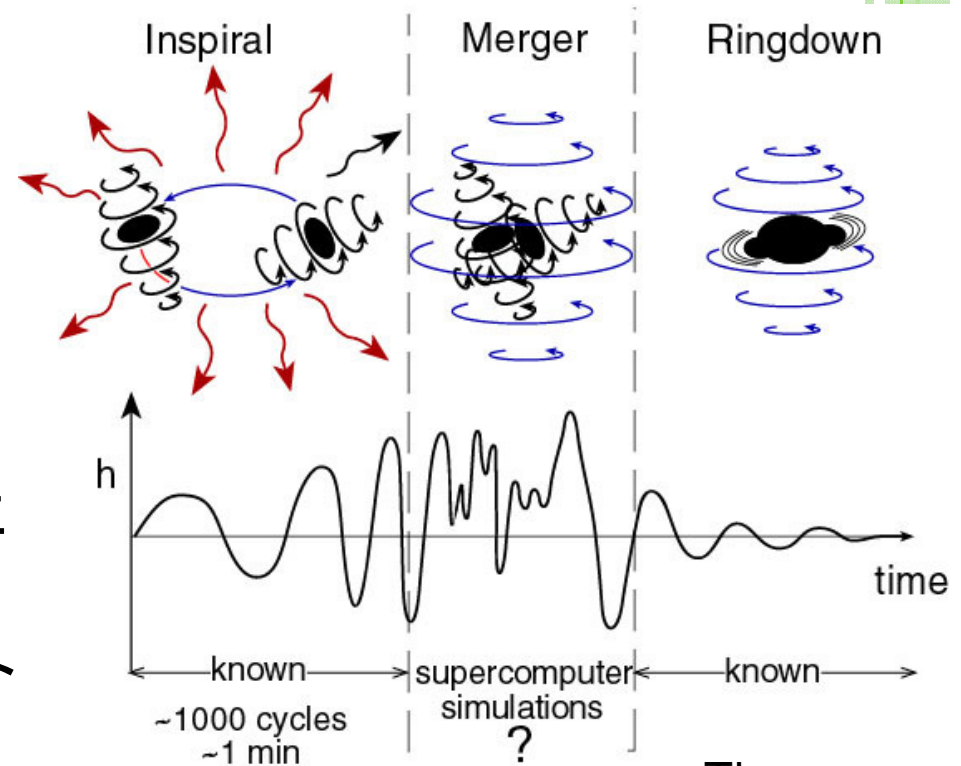 Inspiral
Merger
Ringdown
h
time
known
supercomputer
simulations
?
known
~1000 cycles
~1 min